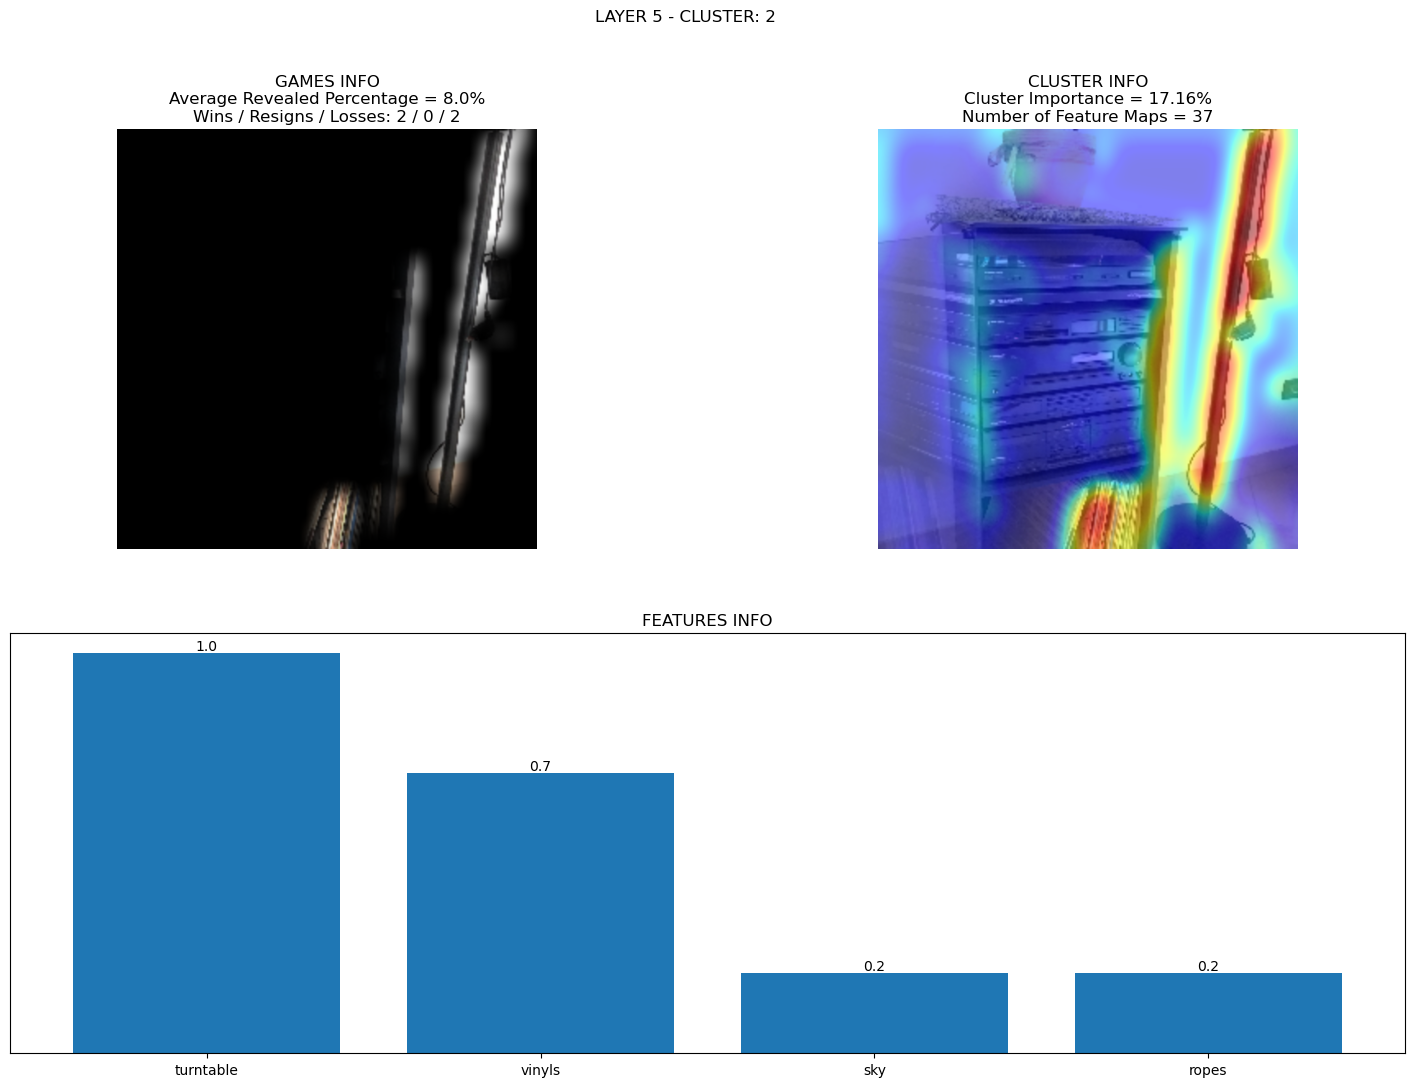 LAYER 5 - CLUSTER: 2
GAMES INFO
Average Revealed Percentage = 8.0%
Wins / Resigns / Losses: 2 / 0 / 2
CLUSTER INFO
Cluster Importance = 17.16%
Number of Feature Maps = 37
FEATURES INFO
1.0
0.7
0.2
0.2
turntable
vinyls
sky
ropes